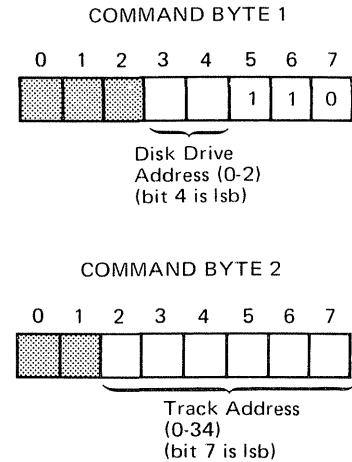 COMMAND BYTE 1
0 1 2 3 4 5 6 7
1 1 0
Disk Drive
Address (0-2)
(bit 4 is lsb)
COMMAND BYTE 2
0 1 2 3 4 5 6 7
Track Address
(0-34)
(bit 7 is lsb)